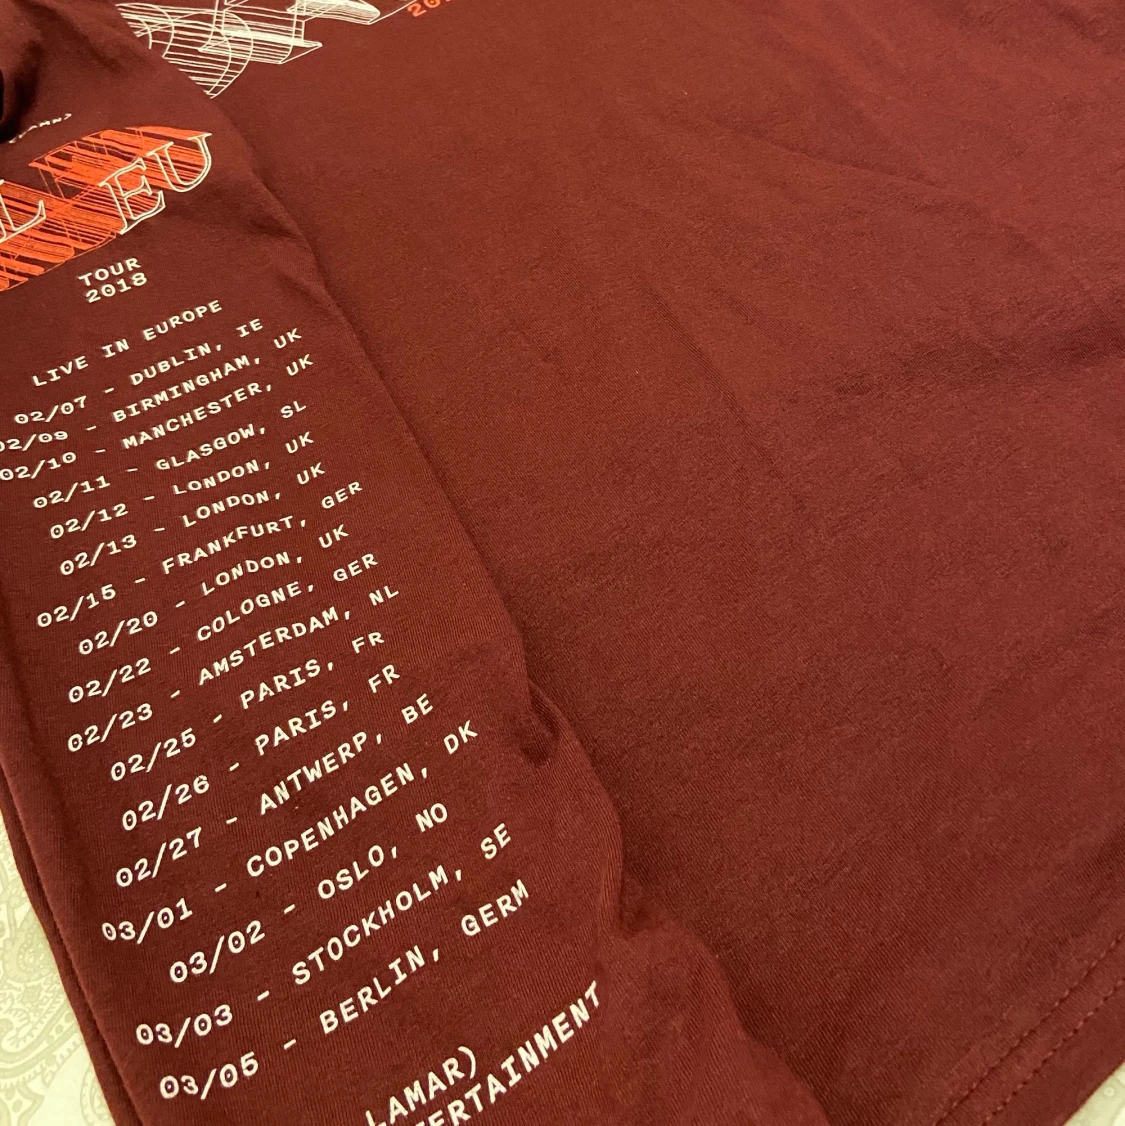 L EU
TOUR
2018
LIVE IN EUROPE
02/07 - DUBLIN, IE
02/09 - BIRMINGHAM, UK
02/10 - MANCHESTER, UK
02/11 - GLASGOW, SL
02/12 - LONDON, UK
02/13 - LONDON, UK
02/15 - FRANKFURT, GER
02/20 - LONDON, UK
02/22 - COLOGNE, GER
02/23 - AMSTERDAM, NL
02/25 - PARIS, FR
02/26 - PARIS, FR
02/27 - ANTWERP, BE
03/01 - COPENHAGEN, DK
03/02 - OSLO, NO
03/03 - STOCKHOLM, SE
03/05 - BERLIN, GERM
LAMAR)
TERTAINMENT